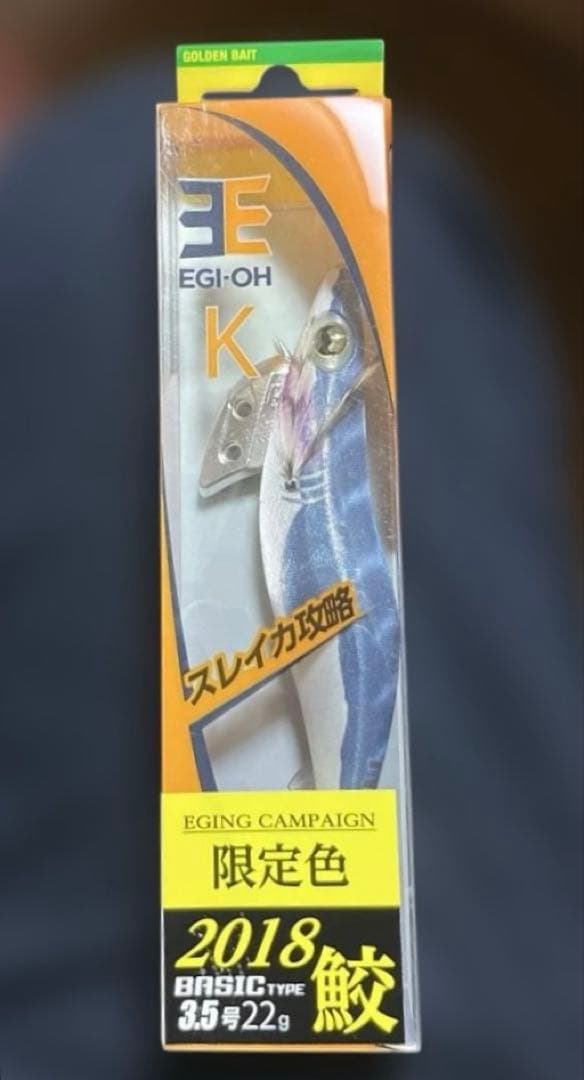 GOLDEN BAIT
EGI-OH
K
スレイカ攻略
EGING CAMPAIGN
限定色
2018
BASIC TYPE
3.5号22g
鮫